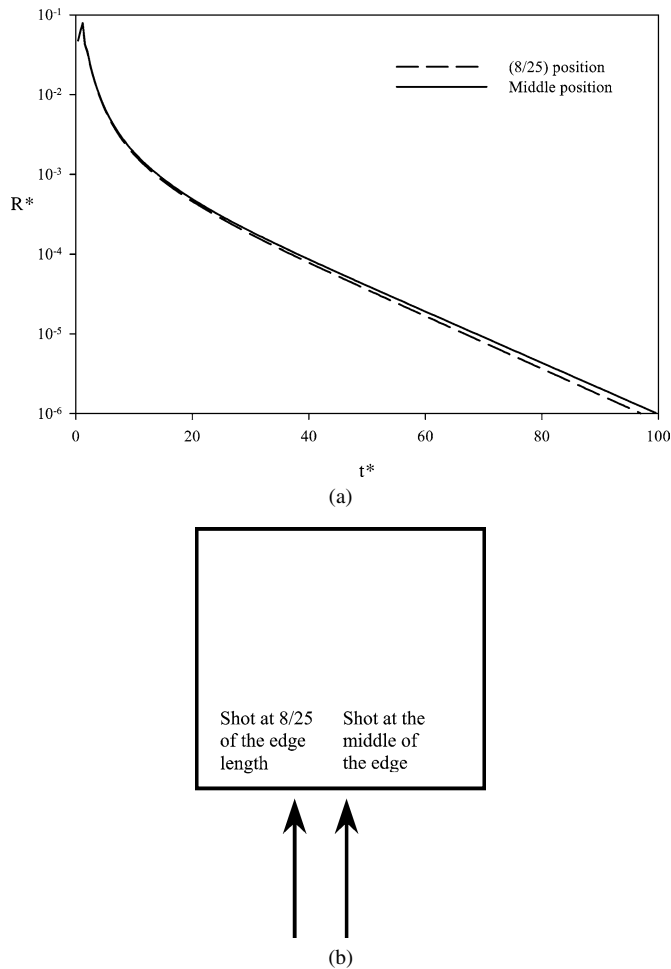 10⁻¹
(8/25) position
Middle position
10⁻²
10⁻³
R*
10⁻⁴
10⁻⁵
10⁻⁶
0 20 40 60 80 100
t*
(a)
Shot at 8/25
of the edge
length
Shot at the
middle of
the edge
(b)